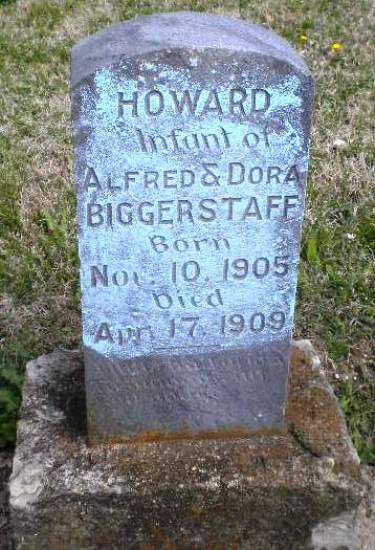 HOWARD
Infant of
ALFRED & DORA
BIGGERSTAFF
Born
Nov. 10. 1905
Died
Apr. 17. 1909